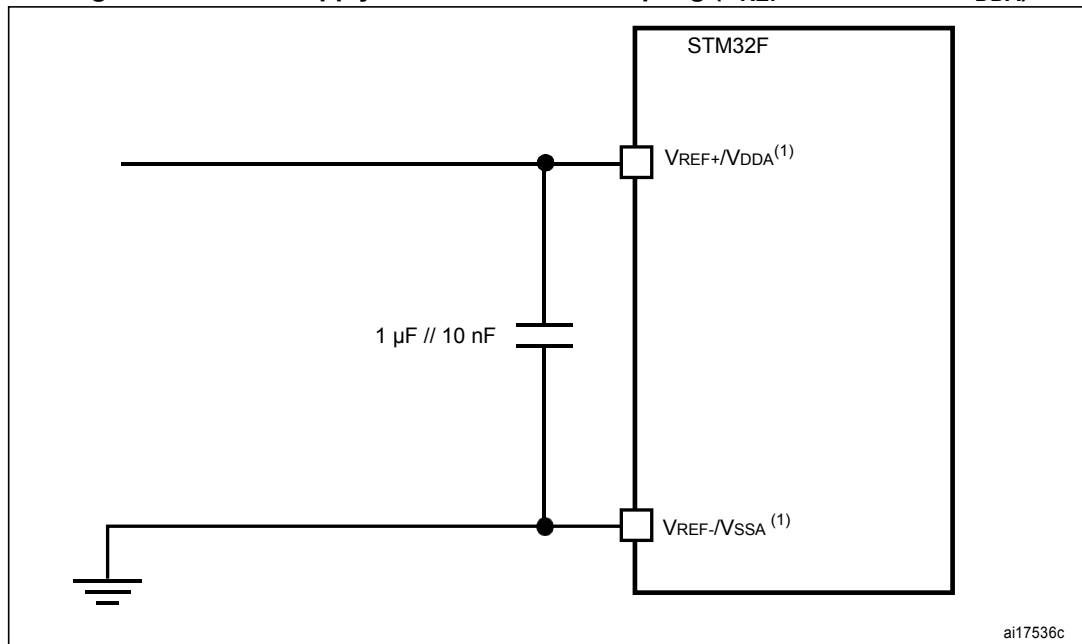 STM32F
VREF+/VDDA(1)
1 µF // 10 nF
VREF-/VSSA (1)
ai17536c